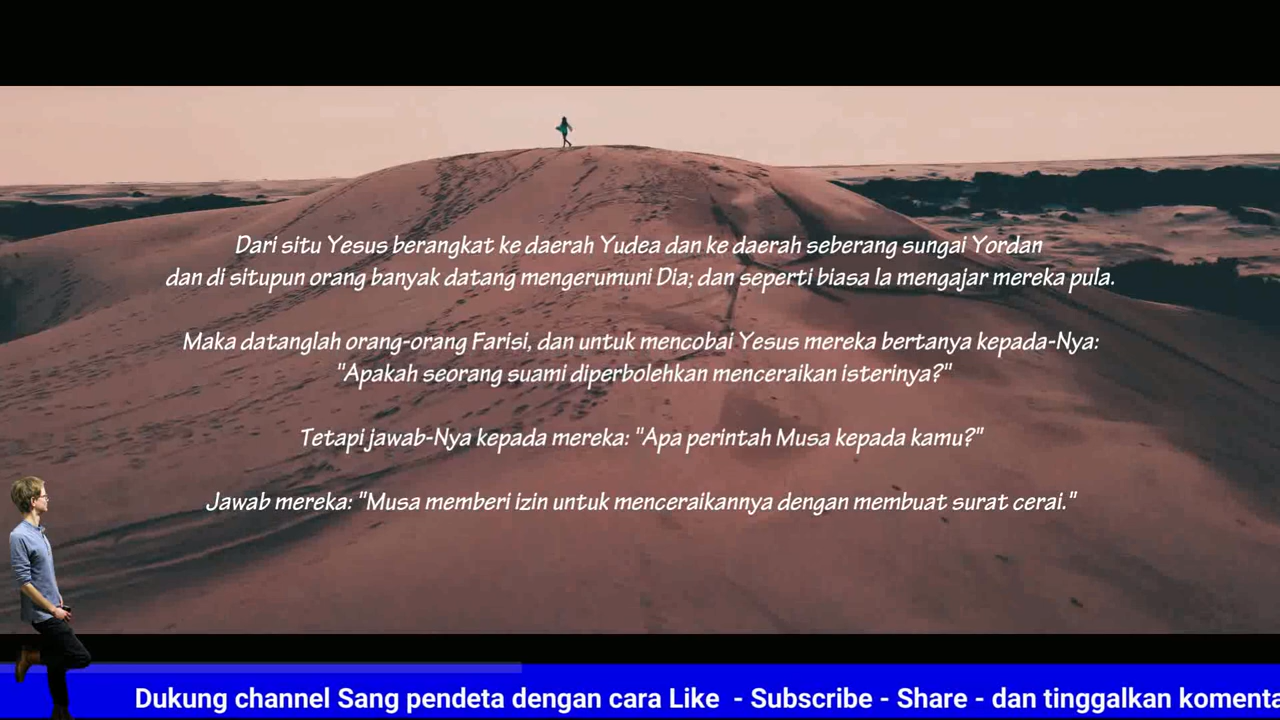 Dari situ Yesus berangkat ke daerah Yudea dan ke daerah seberang sungai Yordan
dan di situpun orang banyak datang mengerumuni Dia; dan seperti biasa Ia mengajar mereka pula.
Maka datanglah orang-orang Farisi, dan untuk mencobai Yesus mereka bertanya kepada-Nya:
"Apakah seorang suami diperbolehkan menceraikan isterinya?"
Tetapi jawab-Nya kepada mereka: "Apa perintah Musa kepada kamu?"
Jawab mereka: "Musa memberi izin untuk menceraikannya dengan membuat surat cerai."
Dukung channel Sang pendeta dengan cara Like - Subscribe - Share - dan tinggalkan komenta